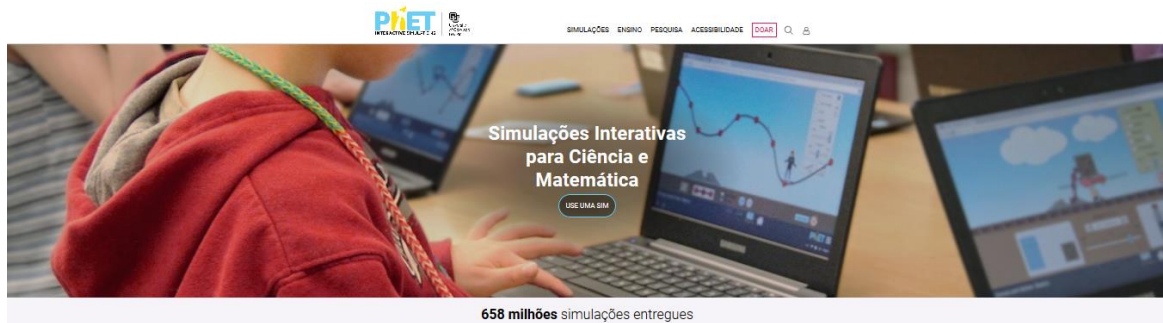 PhET
INTERACTIVE SIMULATIONS
SIMULAÇÕES ENSINO PESQUISA ACESSIBILIDADE DOAR
Simulações Interativas
para Ciência e
Matemática
USE UMA SIM
658 milhões simulações entregues
PhET